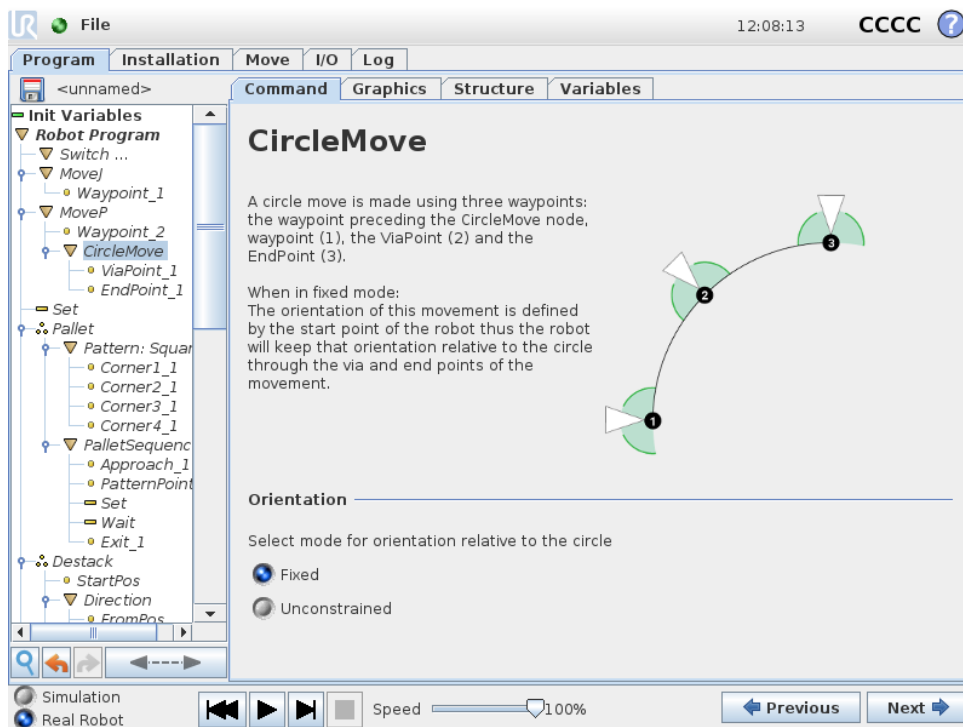 UR File 12:08:13 CCCC ?
Program Installation Move I/O Log
<unnamed>
Command Graphics Structure Variables
Init Variables
Robot Program
Switch ...
MoveJ
Waypoint_1
MoveP
Waypoint_2
CircleMove
ViaPoint_1
EndPoint_1
Set
Pallet
Pattern: Squar
Corner1_1
Corner2_1
Corner3_1
Corner4_1
PalletSequenc
Approach_1
PatternPoint
Set
Wait
Exit_1
Destack
StartPos
Direction
FromPos
CircleMove
A circle move is made using three waypoints:
the waypoint preceding the CircleMove node,
waypoint (1), the ViaPoint (2) and the
EndPoint (3).
When in fixed mode:
The orientation of this movement is defined
by the start point of the robot thus the robot
will keep that orientation relative to the circle
through the via and end points of the
movement.
3
2
1
Orientation
Select mode for orientation relative to the circle
Fixed
Unconstrained
Simulation
Real Robot
Speed 100%
Previous Next